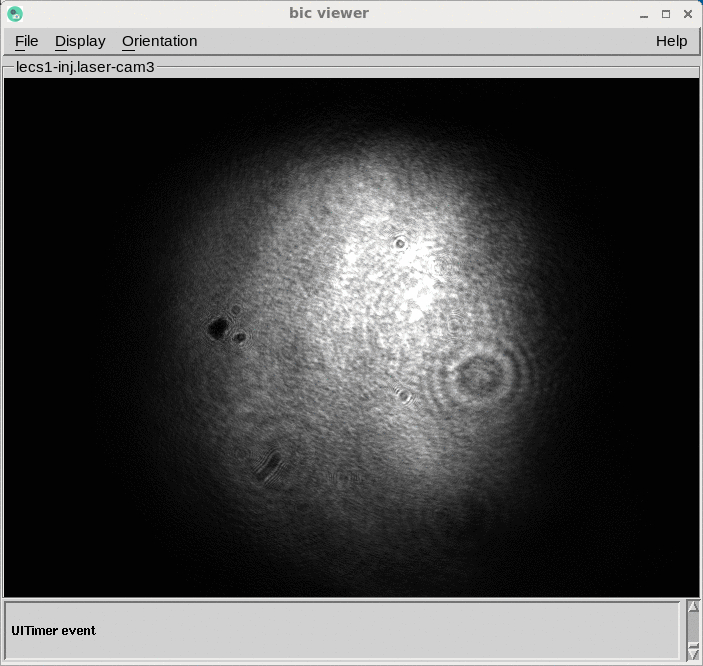 bic viewer
File Display Orientation Help
lecs1-inj.laser-cam3
UITimer event